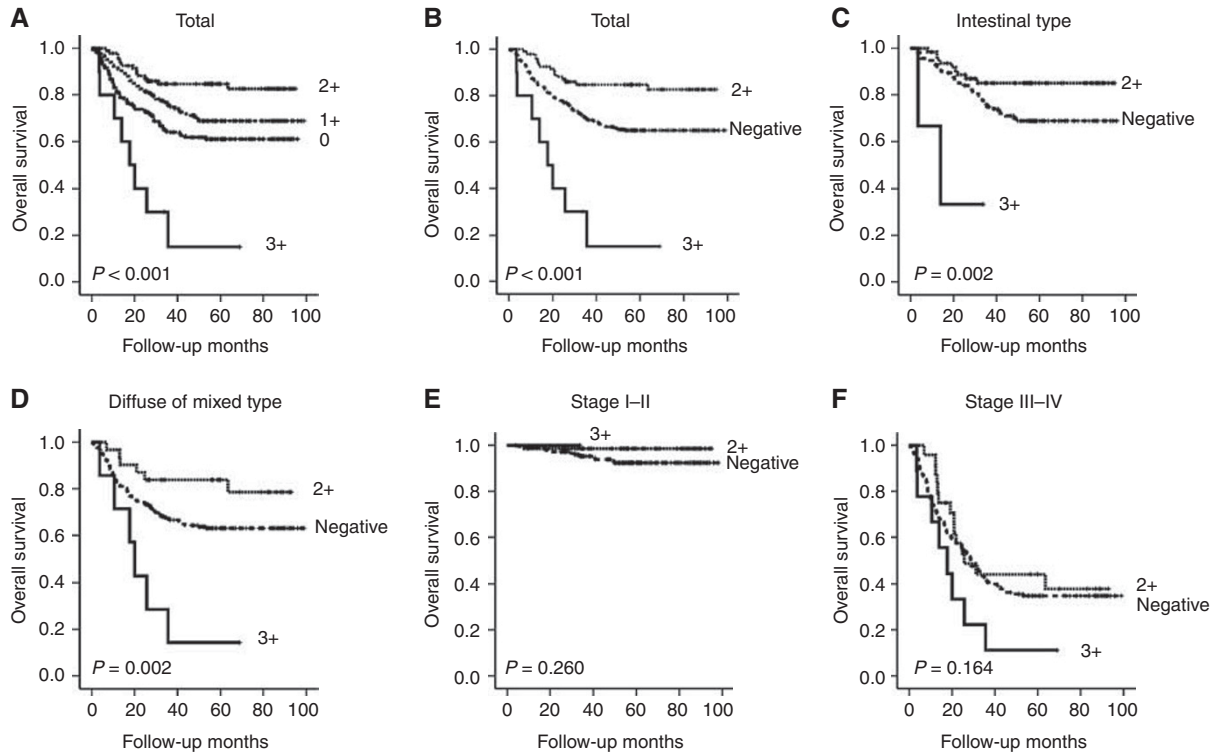 A
Total
Overall survival
1.0
0.8
0.6
0.4
0.2
0.0
2+
1+
0
3+
P < 0.001
0 20 40 60 80 100
Follow-up months
B
Total
Overall survival
1.0
0.8
0.6
0.4
0.2
0.0
2+
Negative
3+
P < 0.001
0 20 40 60 80 100
Follow-up months
C
Intestinal type
Overall survival
1.0
0.8
0.6
0.4
0.2
0.0
2+
Negative
3+
P = 0.002
0 20 40 60 80 100
Follow-up months
D
Diffuse of mixed type
Overall survival
1.0
0.8
0.6
0.4
0.2
0.0
2+
Negative
3+
P = 0.002
0 20 40 60 80 100
Follow-up months
E
Stage I–II
Overall survival
1.0
0.8
0.6
0.4
0.2
0.0
3+
2+
Negative
P = 0.260
0 20 40 60 80 100
Follow-up months
F
Stage III–IV
Overall survival
1.0
0.8
0.6
0.4
0.2
0.0
2+
Negative
3+
P = 0.164
0 20 40 60 80 100
Follow-up months